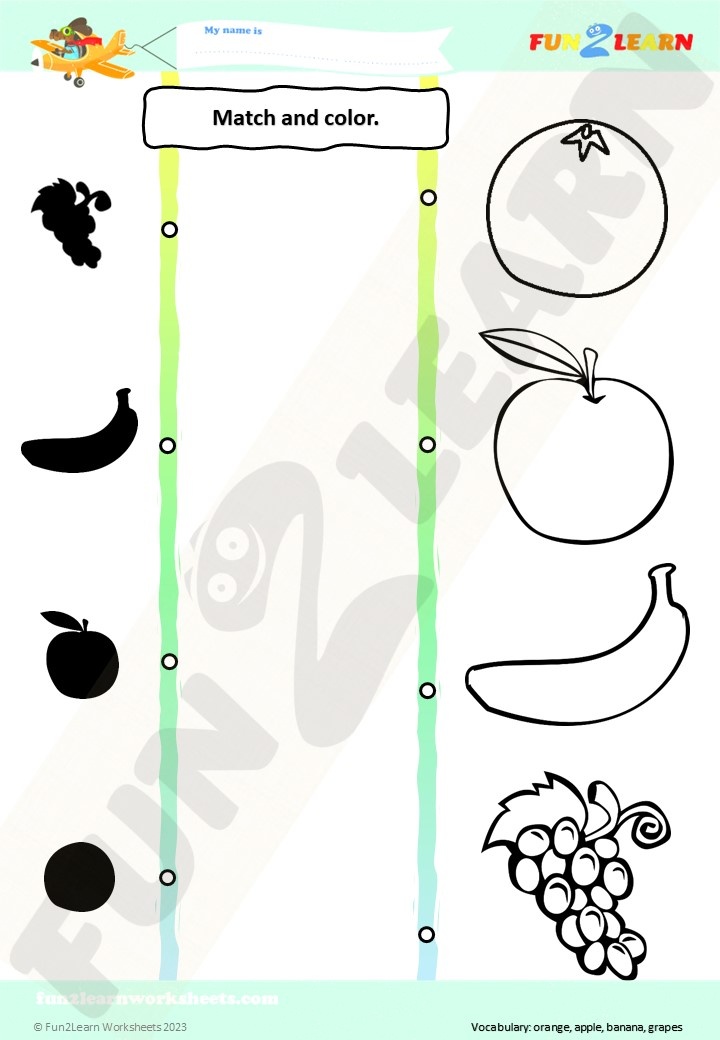 My name is
FUN2LEARN
Match and color.
FUN2LEARN
fun2learnworksheets.com
© Fun2Learn Worksheets 2023
Vocabulary: orange, apple, banana, grapes